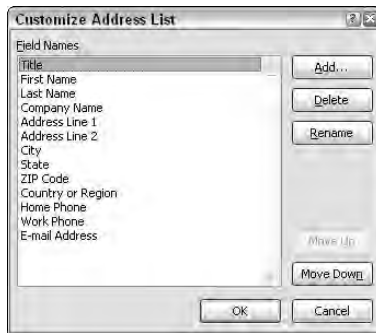 Customize Address List
Field Names
Title
First Name
Last Name
Company Name
Address Line 1
Address Line 2
City
State
ZIP Code
Country or Region
Home Phone
Work Phone
E-mail Address
Add...
Delete
Rename
Move Up
Move Down
OK
Cancel